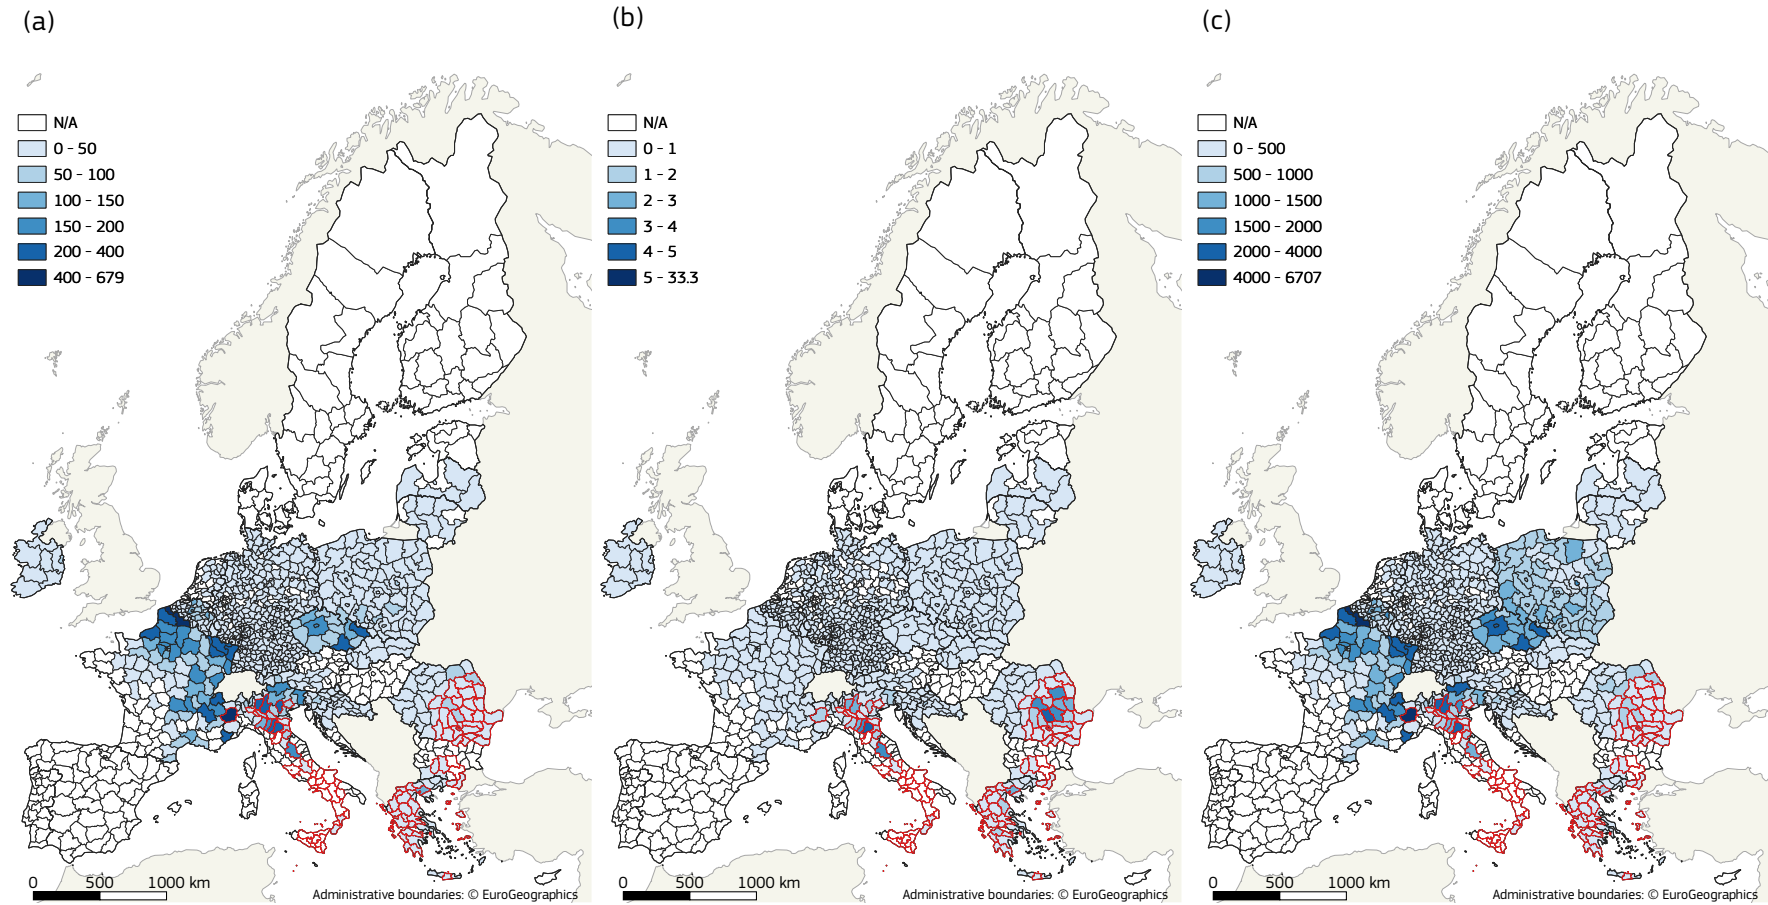 (a)
N/A
0 - 50
50 - 100
100 - 150
150 - 200
200 - 400
400 - 679
0 500 1000 km
Administrative boundaries: © EuroGeographics
(b)
N/A
0 - 1
1 - 2
2 - 3
3 - 4
4 - 5
5 - 33.3
0 500 1000 km
Administrative boundaries: © EuroGeographics
(c)
N/A
0 - 500
500 - 1000
1000 - 1500
1500 - 2000
2000 - 4000
4000 - 6707
0 500 1000 km
Administrative boundaries: © EuroGeographics